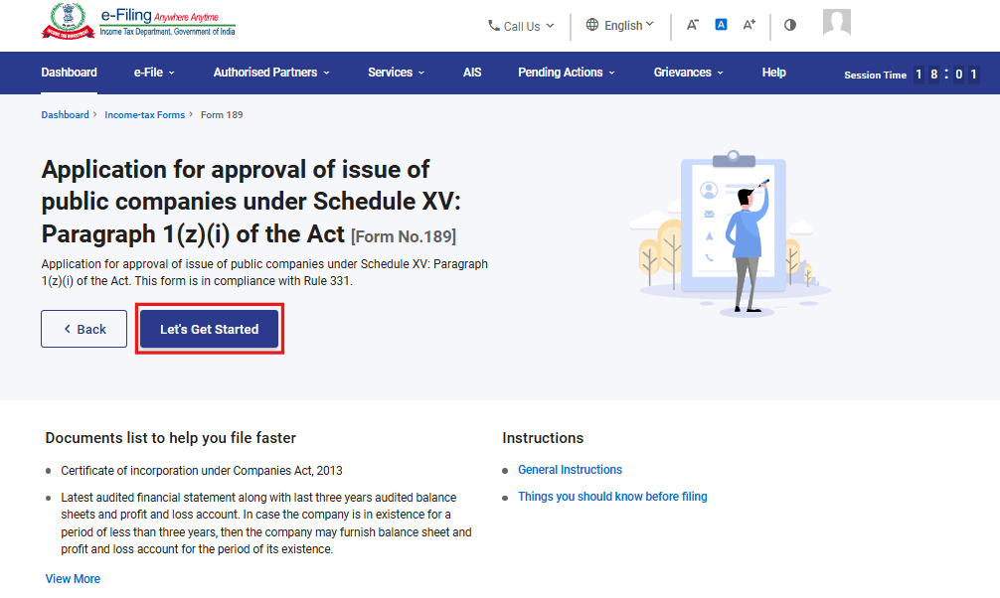 e-Filing Anywhere Anytime
Income Tax Department, Government of India
Call Us
English
A-
A
A+
Dashboard
e-File
Authorised Partners
Services
AIS
Pending Actions
Grievances
Help
Session Time 1 8 : 0 1
Dashboard > Income-tax Forms > Form 189
Application for approval of issue of
public companies under Schedule XV:
Paragraph 1(z)(i) of the Act [Form No.189]
Application for approval of issue of public companies under Schedule XV: Paragraph
1(z)(i) of the Act. This form is in compliance with Rule 331.
< Back
Let's Get Started
Documents list to help you file faster
Certificate of incorporation under Companies Act, 2013
Latest audited financial statement along with last three years audited balance
sheets and profit and loss account. In case the company is in existence for a
period of less than three years, then the company may furnish balance sheet and
profit and loss account for the period of its existence.
View More
Instructions
General Instructions
Things you should know before filing